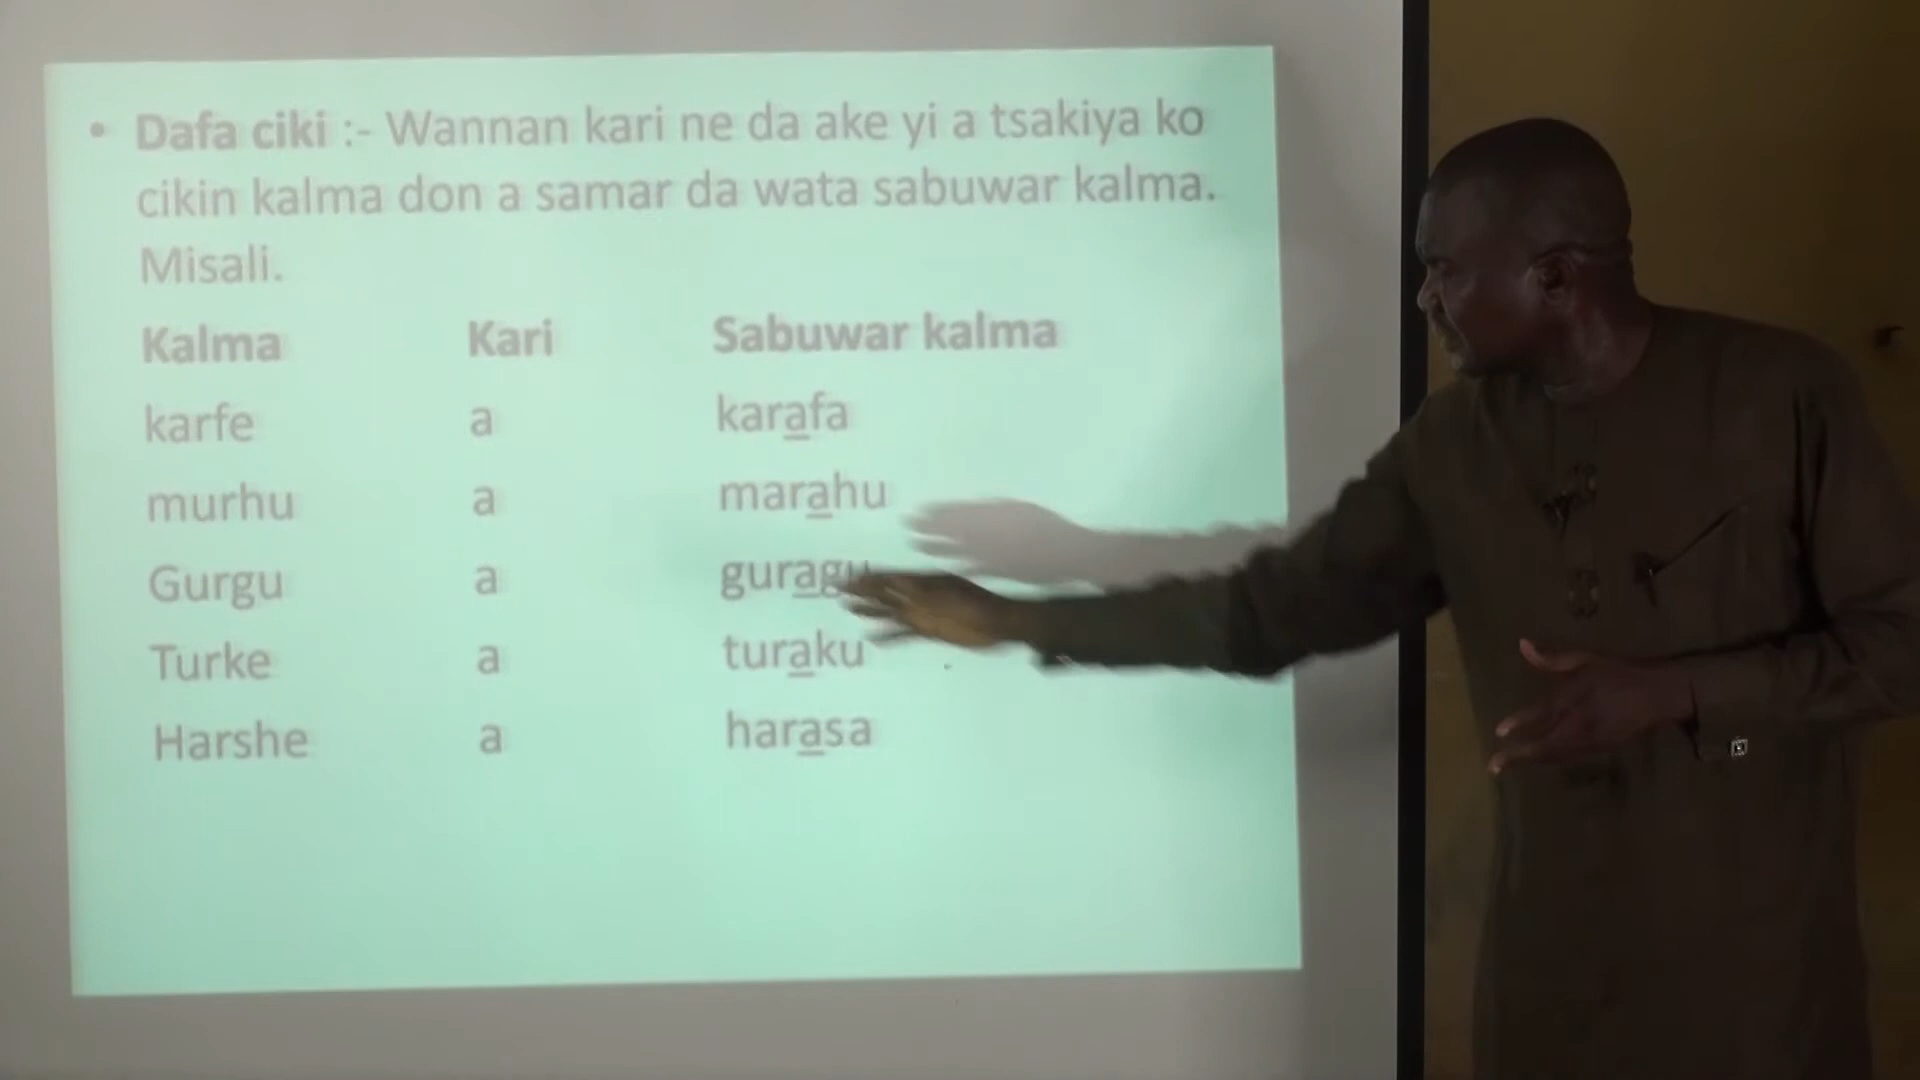 • Dafa ciki :- Wannan kari ne da ake yi a tsakiya ko
cikin kalma don a samar da wata sabuwar kalma.
Misali.
Kalma Kari Sabuwar kalma
karfe a karafa
murhu a marahu
Gurgu a guragu
Turke a turaku
Harshe a harasa